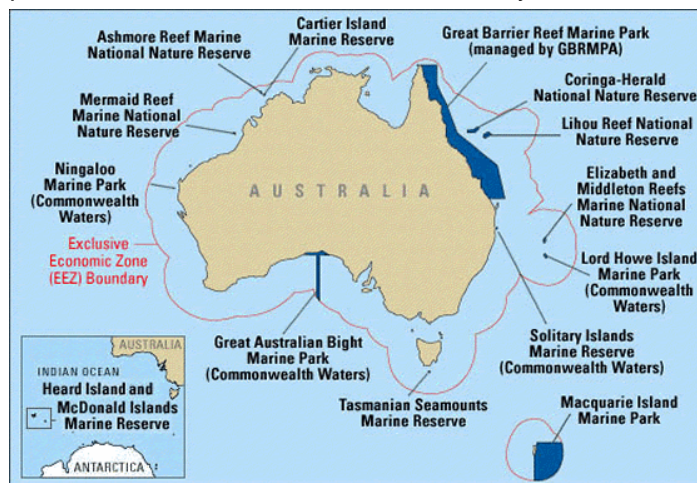 Cartier Island
Marine Reserve
Ashmore Reef Marine
National Nature Reserve
Great Barrier Reef Marine Park
(managed by GBRMPA)
Coringa-Herald
National Nature Reserve
Mermaid Reef
Marine National
Nature Reserve
Lihou Reef National
Nature Reserve
Ningaloo
Marine Park
(Commonwealth
Waters)
AUSTRALIA
Elizabeth and
Middleton Reefs
Marine National
Nature Reserve
Exclusive
Economic Zone
(EEZ) Boundary
Lord Howe Island
Marine Park
(Commonwealth
Waters)
Great Australian Bight
Marine Park
(Commonwealth Waters)
Solitary Islands
Marine Reserve
(Commonwealth Waters)
Tasmanian Seamounts
Marine Reserve
Macquarie Island
Marine Park
AUSTRALIA
INDIAN OCEAN
Heard Island and
McDonald Islands
Marine Reserve
ANTARCTICA